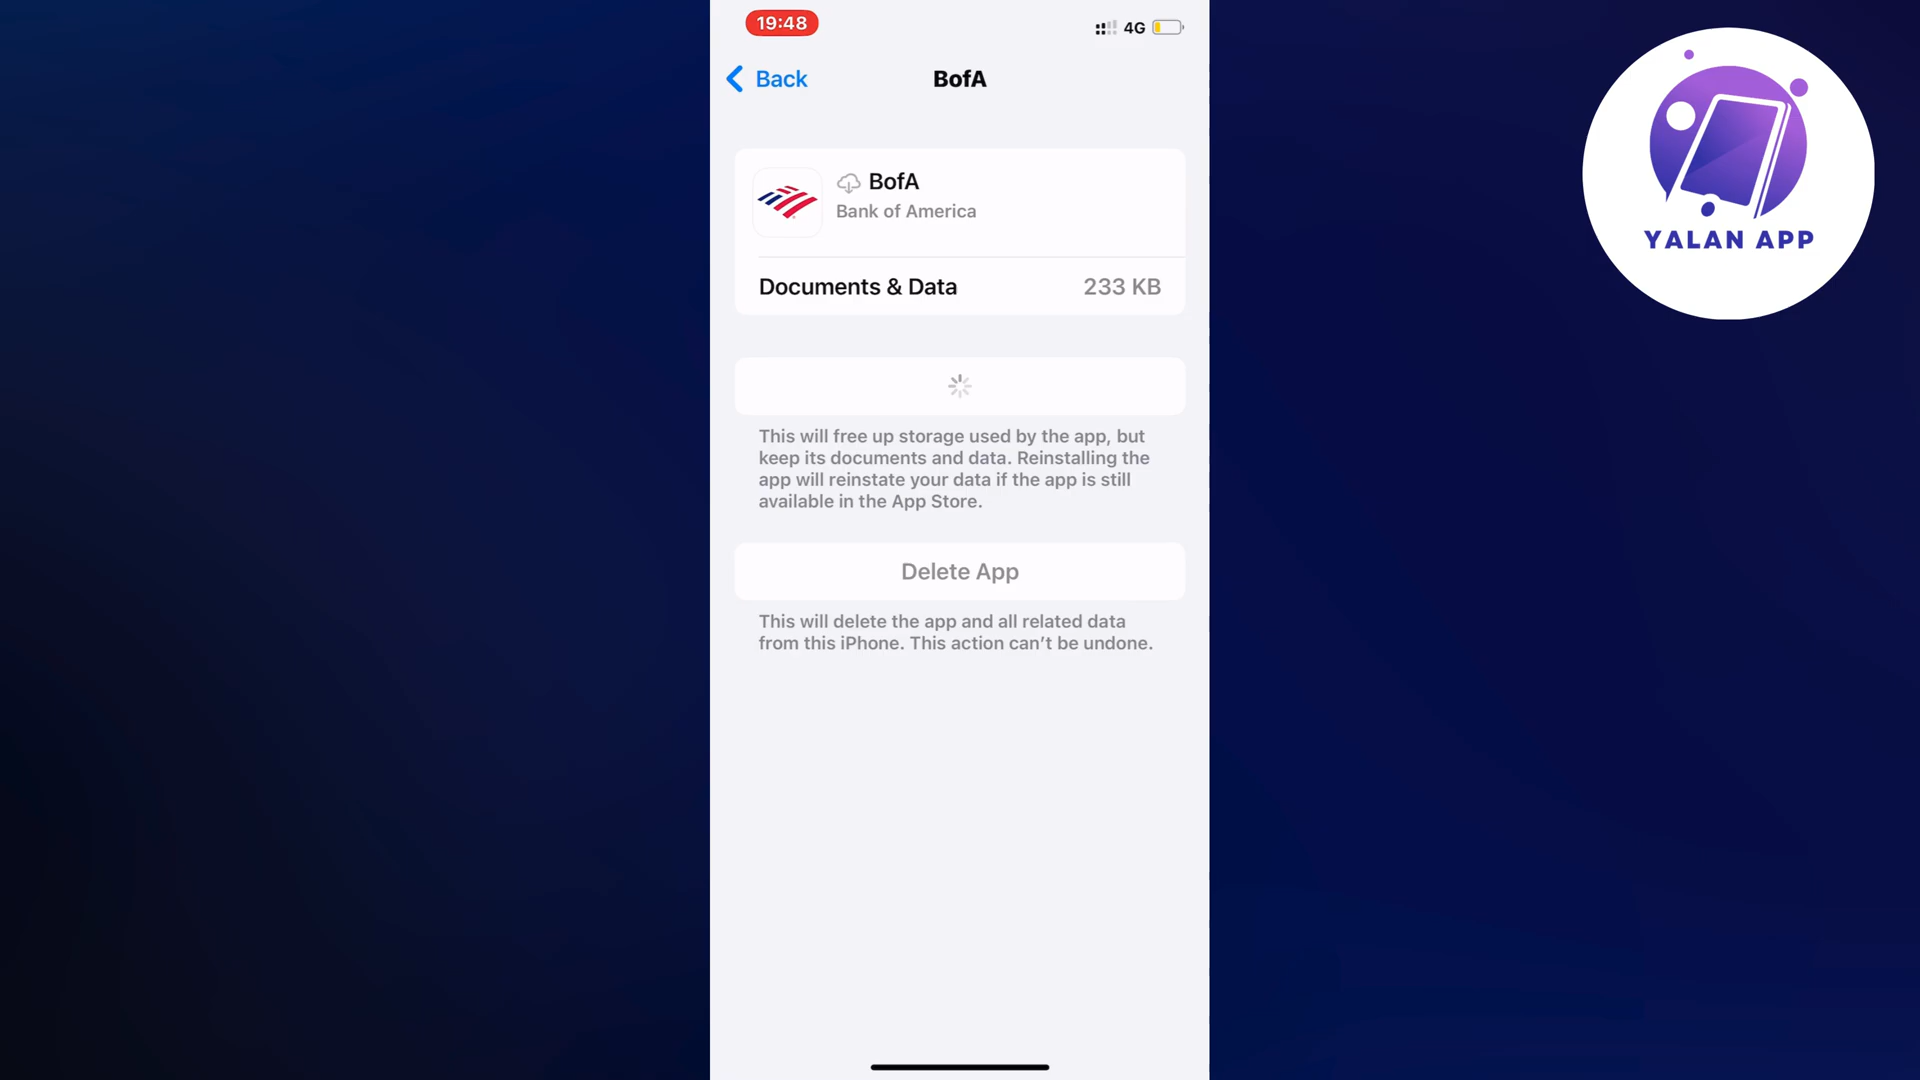 19:48
4G
Back
BofA
BofA
Bank of America
Documents & Data
233 KB
This will free up storage used by the app, but
keep its documents and data. Reinstalling the
app will reinstate your data if the app is still
available in the App Store.
Delete App
This will delete the app and all related data
from this iPhone. This action can’t be undone.
YALAN APP